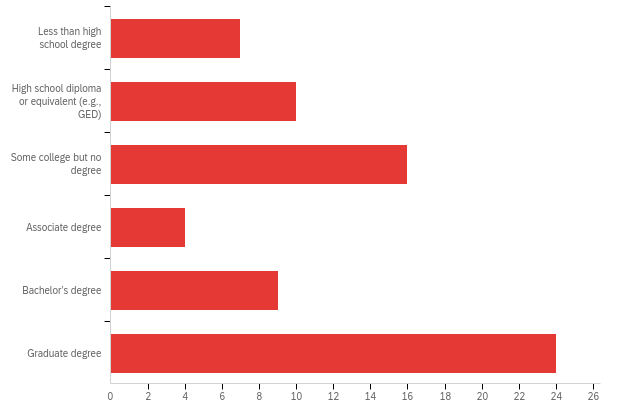 Less than high
school degree
High school diploma
or equivalent (e.g.,
GED)
Some college but no
degree
Associate degree
Bachelor's degree
Graduate degree
0 2 4 6 8 10 12 14 16 18 20 22 24 26